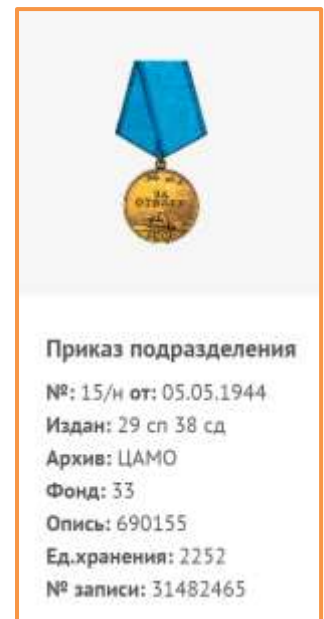 ЗА
ОТВАГУ
Приказ подразделения
№: 15/н от: 05.05.1944
Издан: 29 сп 38 сд
Архив: ЦАМО
Фонд: 33
Опись: 690155
Ед.хранения: 2252
№ записи: 31482465